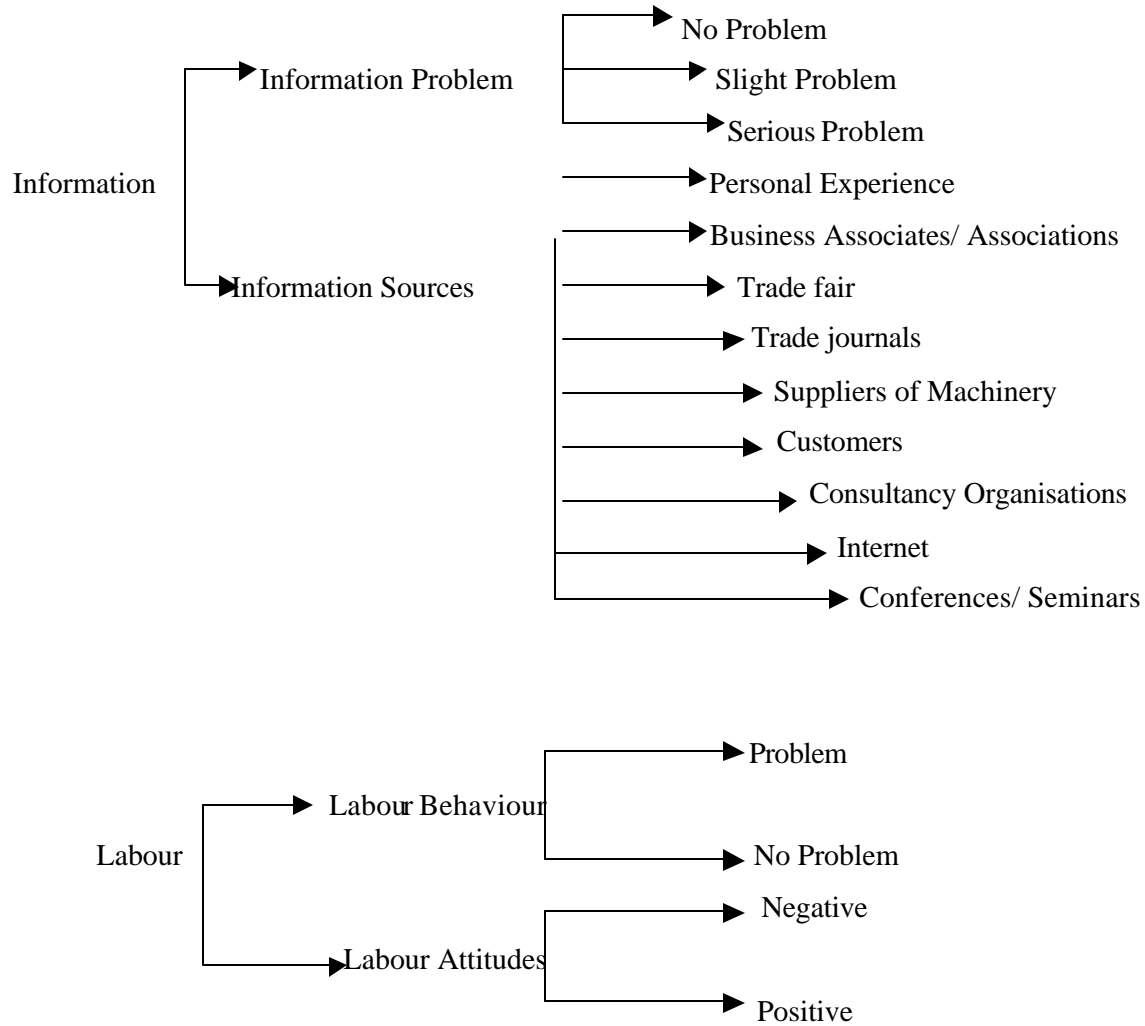 No Problem
Information Problem
Slight Problem
Serious Problem
Information
Personal Experience
Business Associates/ Associations
Information Sources
Trade fair
Trade journals
Suppliers of Machinery
Customers
Consultancy Organisations
Internet
Conferences/ Seminars
Problem
Labour Behaviour
Labour
No Problem
Negative
Labour Attitudes
Positive